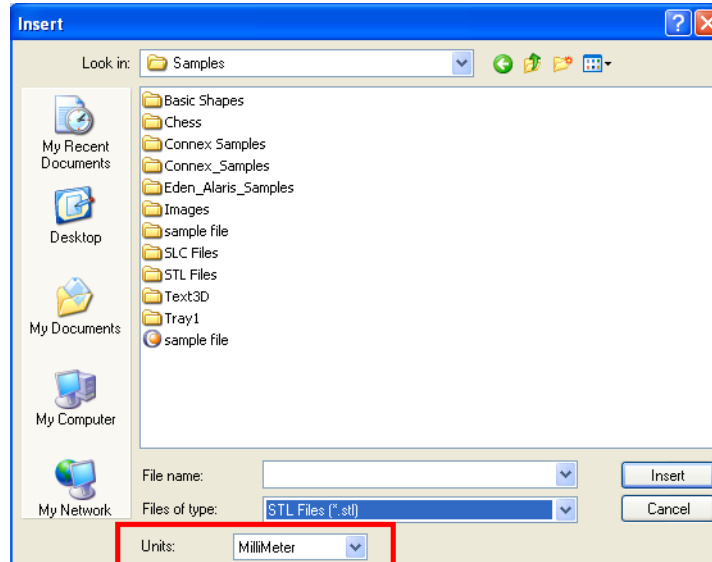 Insert
Look in: Samples
My Recent Documents
Desktop
My Documents
My Computer
My Network
Basic Shapes
Chess
Connex Samples
Connex_Samples
Eden_Alaris_Samples
Images
sample file
SLC Files
STL Files
Text3D
Tray1
sample file
File name:
Insert
Files of type: STL Files (*.stl)
Cancel
Units: MilliMeter